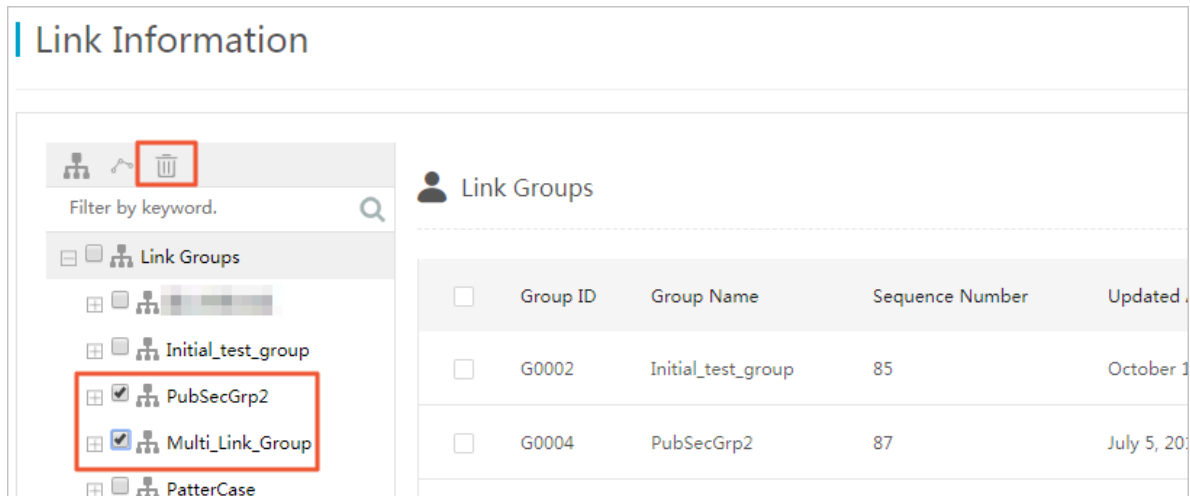 Link Information
Filter by keyword.
Link Groups
Initial_test_group
PubSecGrp2
Multi_Link_Group
PatterCase
Link Groups
Group ID Group Name Sequence Number Updated
G0002 Initial_test_group 85 October 1
G0004 PubSecGrp2 87 July 5, 20